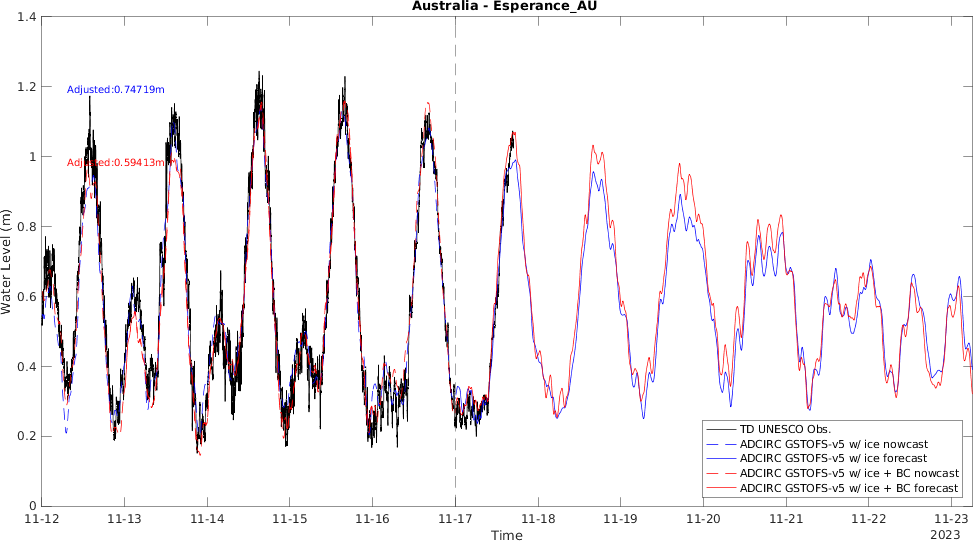 Australia - Esperance_AU
1.4
1.2
1
0.8
0.6
0.4
0.2
0
Water Level (m)
Adjusted:0.74719m
Adjusted:0.59413m
TD UNESCO Obs.
ADCIRC GSTOFS-v5 w/ ice nowcast
ADCIRC GSTOFS-v5 w/ ice forecast
ADCIRC GSTOFS-v5 w/ ice + BC nowcast
ADCIRC GSTOFS-v5 w/ ice + BC forecast
11-12 11-13 11-14 11-15 11-16 11-17 11-18 11-19 11-20 11-21 11-22 11-23
2023
Time